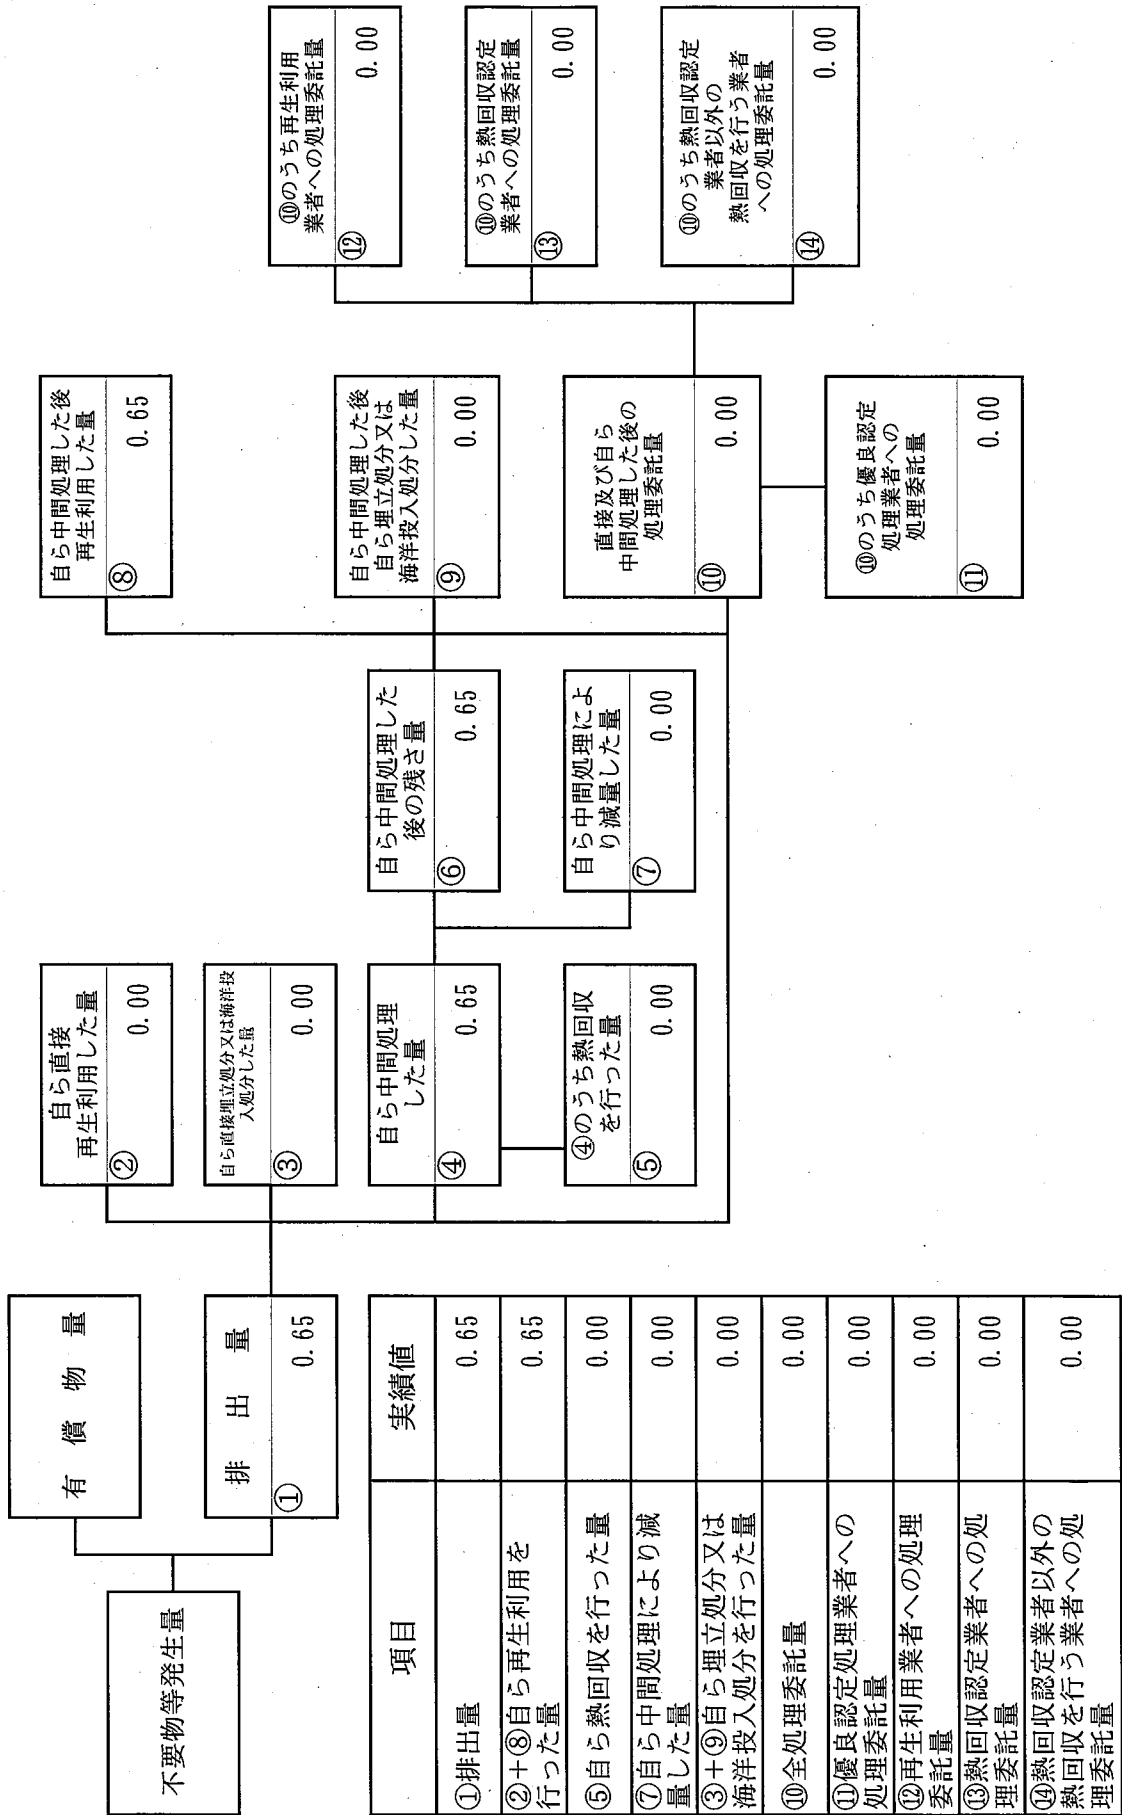 不要物等発生量
有償物量
排出量
① 0.65
自ら直接
再生利用した量
② 0.00
自ら直接埋立処分又は海洋投
入処分した量
③ 0.00
自ら中間処理
した量
④ 0.65
④のうち熱回収
を行った量
⑤ 0.00
自ら中間処理した
後の残さ量
⑥ 0.65
自ら中間処理によ
り減量した量
⑦ 0.00
自ら中間処理した後
再生利用した量
⑧ 0.65
自ら中間処理した後
自ら埋立処分又は
海洋投入処分した量
⑨ 0.00
直接及び自ら
中間処理した後の
処理委託量
⑩ 0.00
⑩のうち優良認定
処理業者への
処理委託量
⑪ 0.00
⑩のうち再生利用
業者への処理委託量
⑫ 0.00
⑩のうち熱回収認定
業者への処理委託量
⑬ 0.00
⑩のうち熱回収認定
業者以外の
熱回収を行う業者
への処理委託量
⑭ 0.00
項目 実績値
①排出量 0.65
②+⑧自ら再生利用を
行った量 0.65
⑤自ら熱回収を行った量 0.00
⑦自ら中間処理により減
量した量 0.00
③+⑨自ら埋立処分又は
海洋投入処分を行った量 0.00
⑩全処理委託量 0.00
⑪優良認定処理業者への
処理委託量 0.00
⑫再生利用業者への処理
委託量 0.00
⑬熱回収認定業者への処
理委託量 0.00
⑭熱回収認定業者以外の
熱回収を行う業者への処
理委託量 0.00